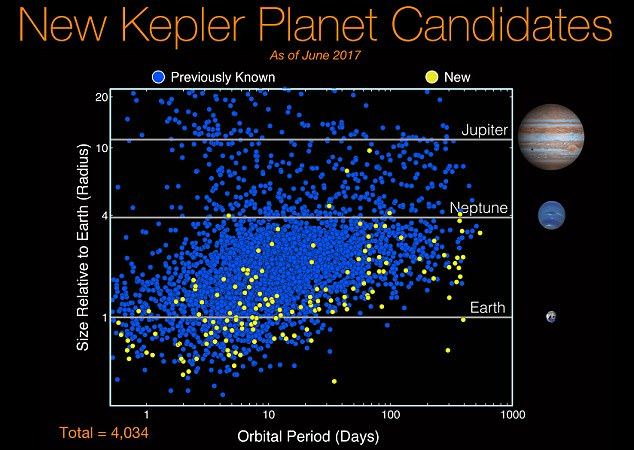 New Kepler Planet Candidates
As of June 2017
Previously Known
New
20
10
4
1
Size Relative to Earth (Radius)
Jupiter
Neptune
Earth
1
10
100
1000
Orbital Period (Days)
Total = 4,034